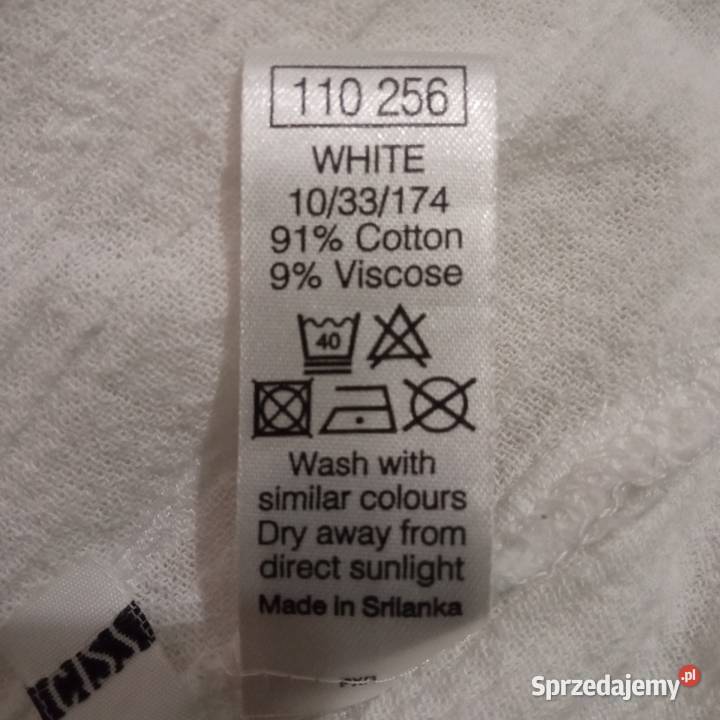 110 256
WHITE
10/33/174
91% Cotton
9% Viscose
40
Wash with
similar colours
Dry away from
direct sunlight
Made in Srilanka
Sprzedajemy.pl